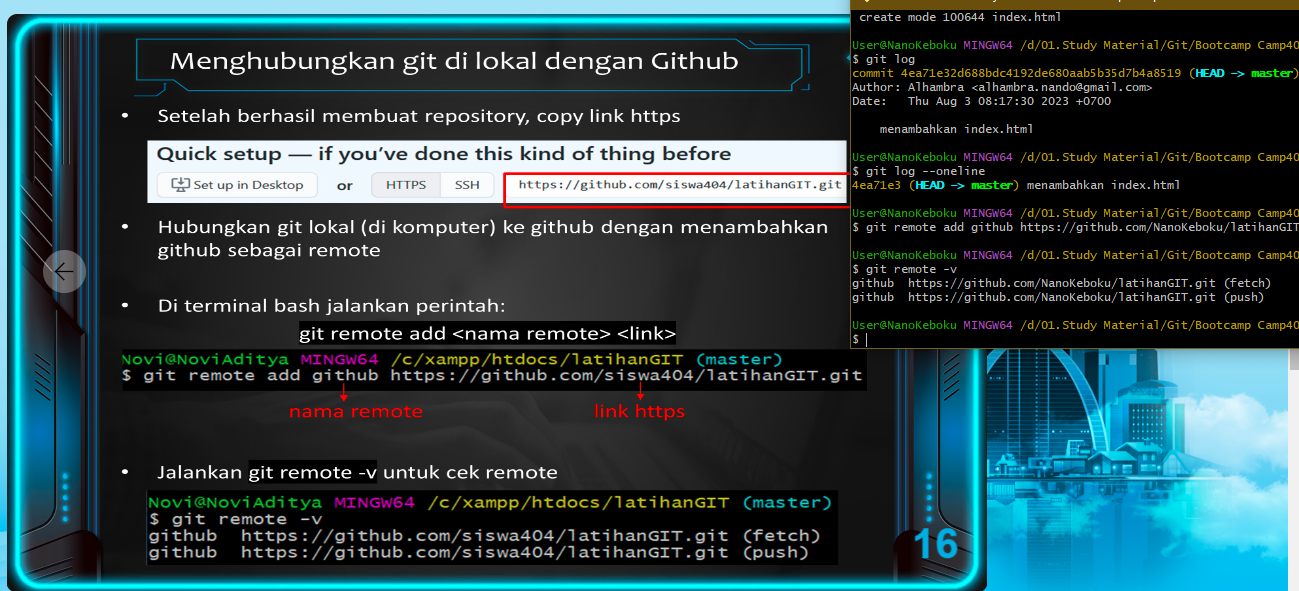 Menghubungkan git di lokal dengan Github
• Setelah berhasil membuat repository, copy link https
Quick setup — if you’ve done this kind of thing before
Set up in Desktop or HTTPS SSH https://github.com/siswa404/latihanGIT.git
• Hubungkan git lokal (di komputer) ke github dengan menambahkan
github sebagai remote
• Di terminal bash jalankan perintah:
git remote add <nama remote> <link>
Novi@NoviAditya MINGW64 /c/xampp/htdocs/latihanGIT (master)
$ git remote add github https://github.com/siswa404/latihanGIT.git
nama remote link https
• Jalankan git remote -v untuk cek remote
Novi@NoviAditya MINGW64 /c/xampp/htdocs/latihanGIT (master)
$ git remote -v
github https://github.com/siswa404/latihanGIT.git (fetch)
github https://github.com/siswa404/latihanGIT.git (push)
16
create mode 100644 index.html
User@NanoKeboku MINGW64 /d/01.Study Material/Git/Bootcamp Camp40
$ git log
commit 4ea71e32d688bdc4192de680aab5b35d7b4a8519 (HEAD -> master)
Author: Alhambra <alhambra.nando@gmail.com>
Date: Thu Aug 3 08:17:30 2023 +0700
menambahkan index.html
User@NanoKeboku MINGW64 /d/01.Study Material/Git/Bootcamp Camp40
$ git log --oneline
4ea71e3 (HEAD -> master) menambahkan index.html
User@NanoKeboku MINGW64 /d/01.Study Material/Git/Bootcamp Camp40
$ git remote add github https://github.com/NanoKeboku/latihanGIT
User@NanoKeboku MINGW64 /d/01.Study Material/Git/Bootcamp Camp40
$ git remote -v
github https://github.com/NanoKeboku/latihanGIT.git (fetch)
github https://github.com/NanoKeboku/latihanGIT.git (push)
User@NanoKeboku MINGW64 /d/01.Study Material/Git/Bootcamp Camp40
$